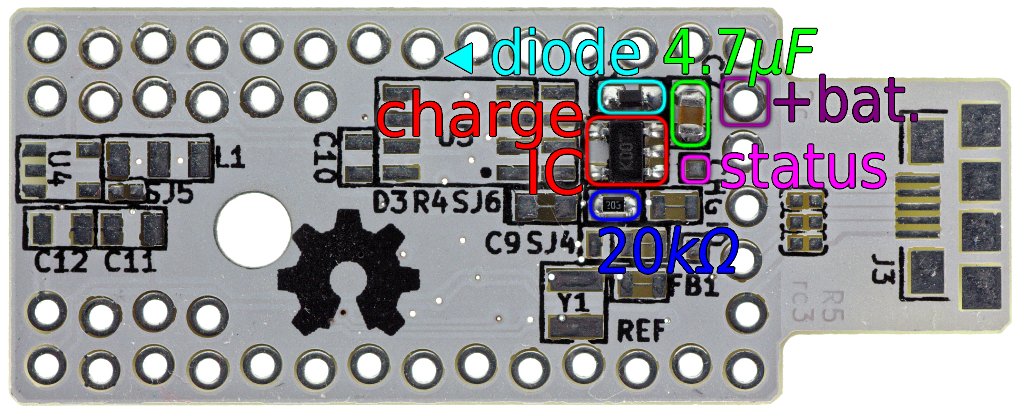 diode 4.7μF
charge
IC
+bat.
status
20kΩ
U4
L1
SJ5
C12 C11
C10
D3 R4 SJ6
C9 SJ4
203
Y1
FB1
REF
J3
R5
rc3